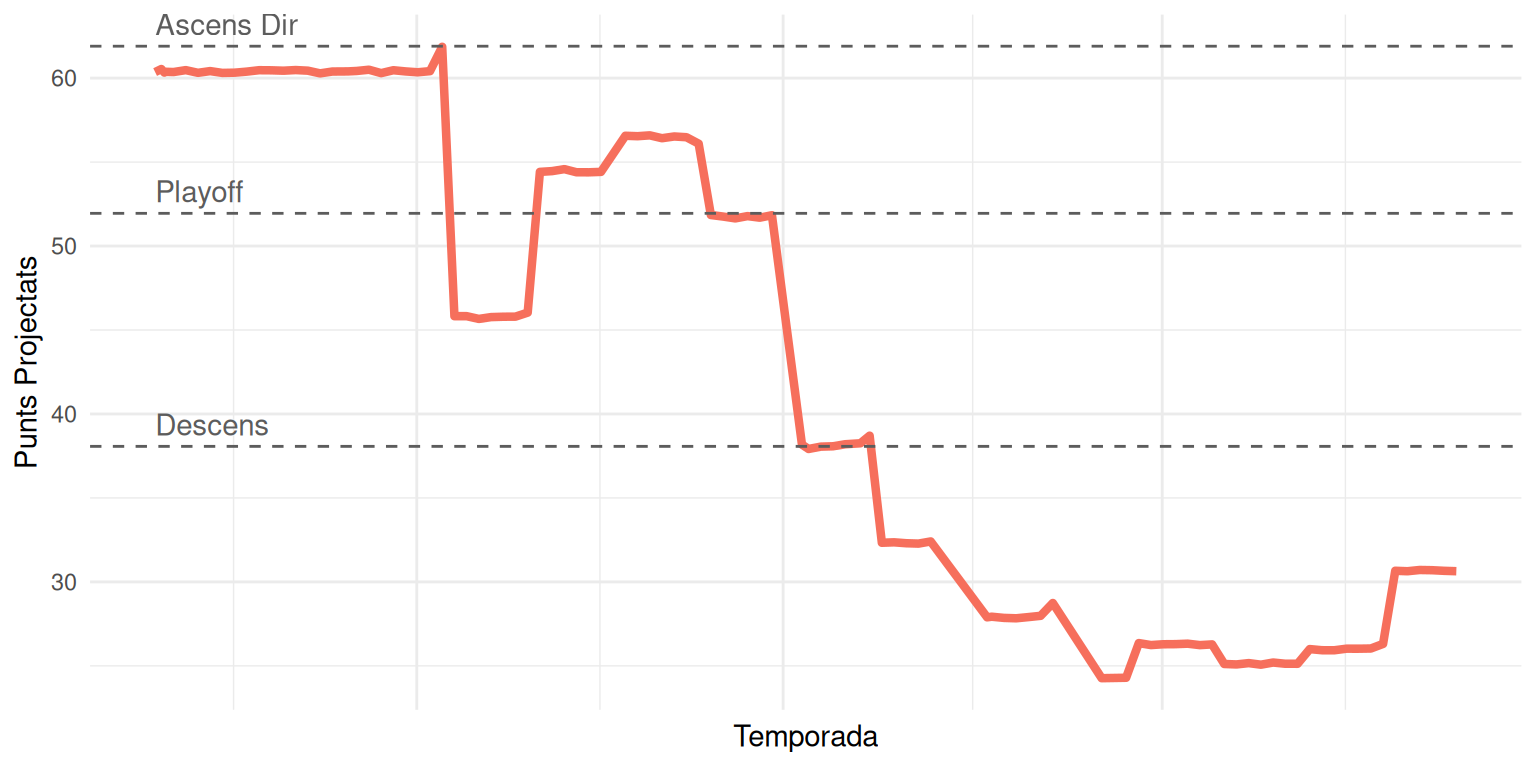 Ascens Dir
60
Playoff
50
Punts Projectats
40
Descens
30
Temporada